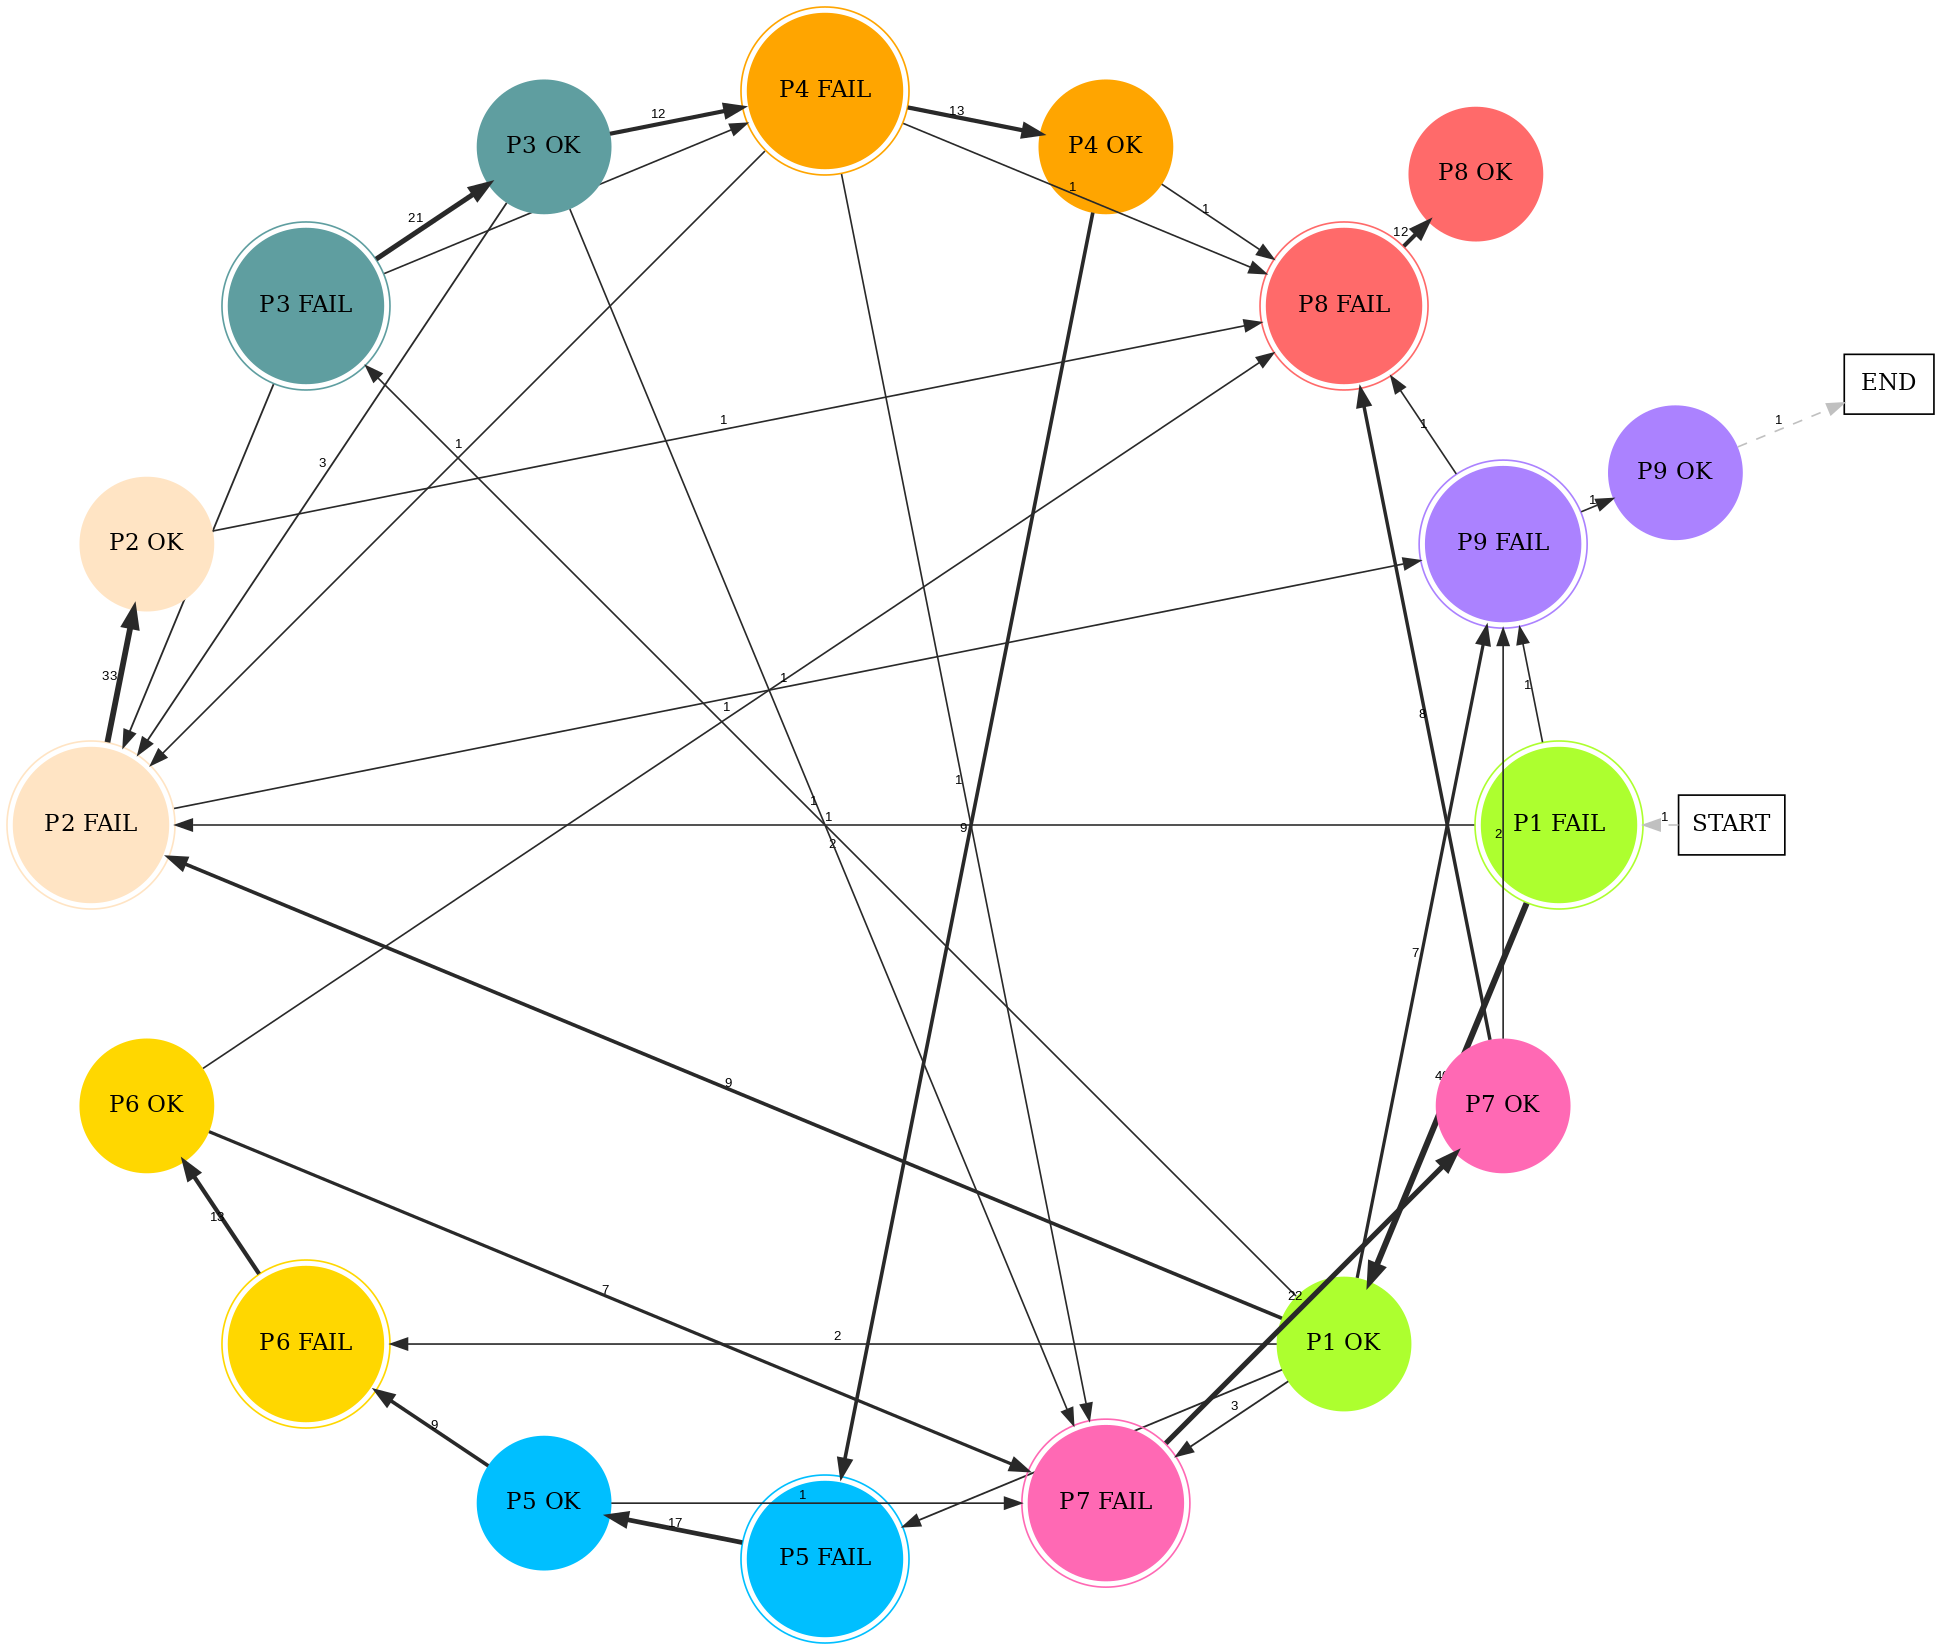 P4 FAIL
P3 OK
12
13
P4 OK
P8 OK
1
21
1
12
P3 FAIL
P8 FAIL
END
1
1
1
3
1
P9 OK
1
P2 OK
P9 FAIL
33
1
1
1
8
1
1
1
P2 FAIL
1
2
9
2
P1 FAIL
1
START
7
9
P6 OK
P7 OK
13
7
22
2
P6 FAIL
P1 OK
3
9
1
P5 OK
17
P7 FAIL
P5 FAIL